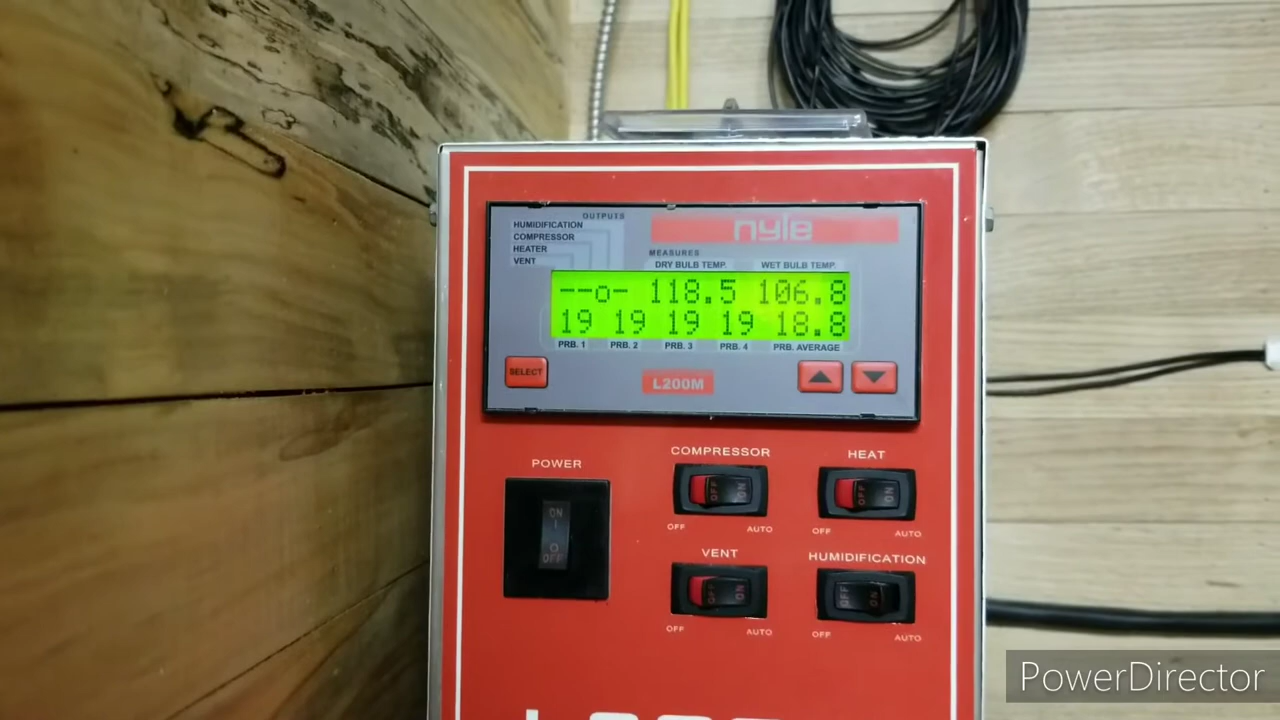 OUTPUTS
HUMIDIFICATION
COMPRESSOR
HEATER
VENT
nyle
MEASURES
DRY BULB TEMP. WET BULB TEMP.
--o- 118.5 106.8
19 19 19 19 18.8
PRB. 1 PRB. 2 PRB. 3 PRB. 4 PRB. AVERAGE
SELECT
L200M
POWER
ON
OFF
COMPRESSOR
OFF ON
OFF AUTO
HEAT
OFF ON
OFF AUTO
VENT
OFF ON
OFF AUTO
HUMIDIFICATION
OFF ON
OFF AUTO
PowerDirector